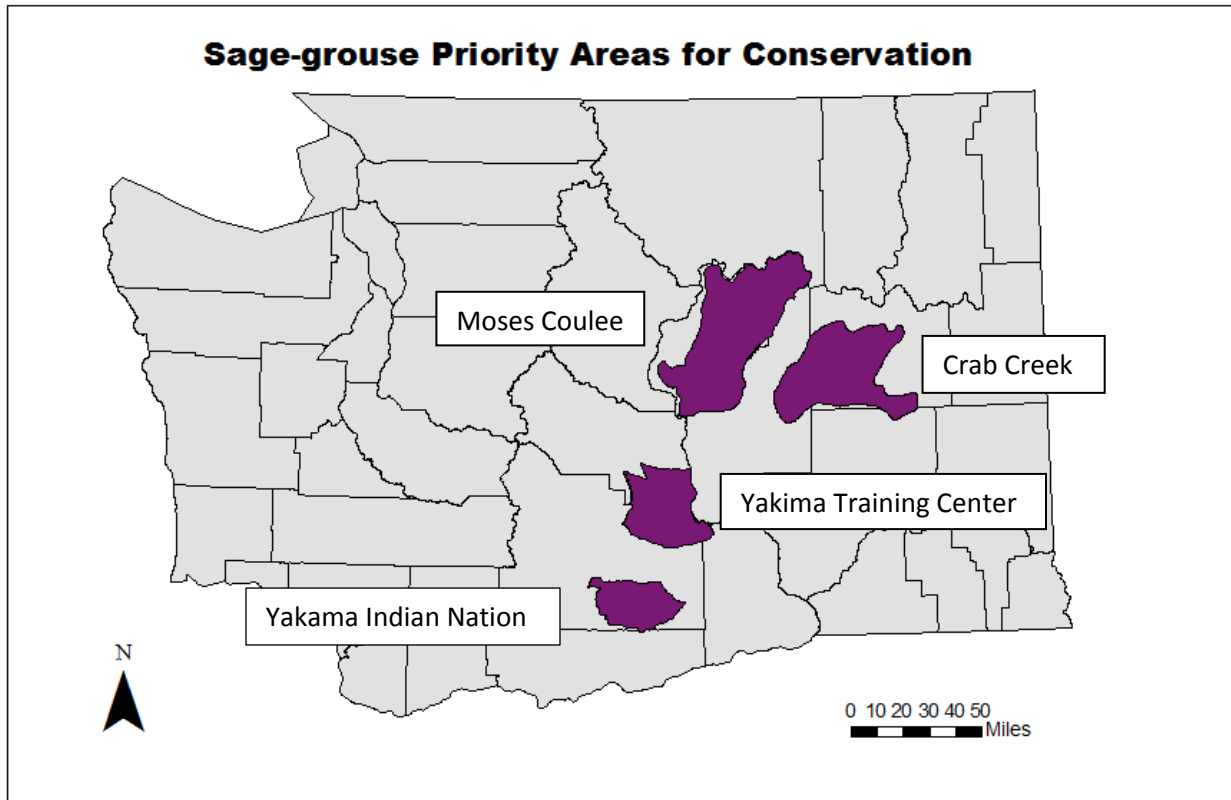 Sage-grouse Priority Areas for Conservation
Moses Coulee
Crab Creek
Yakima Training Center
Yakama Indian Nation
N
0 10 20 30 40 50
Miles